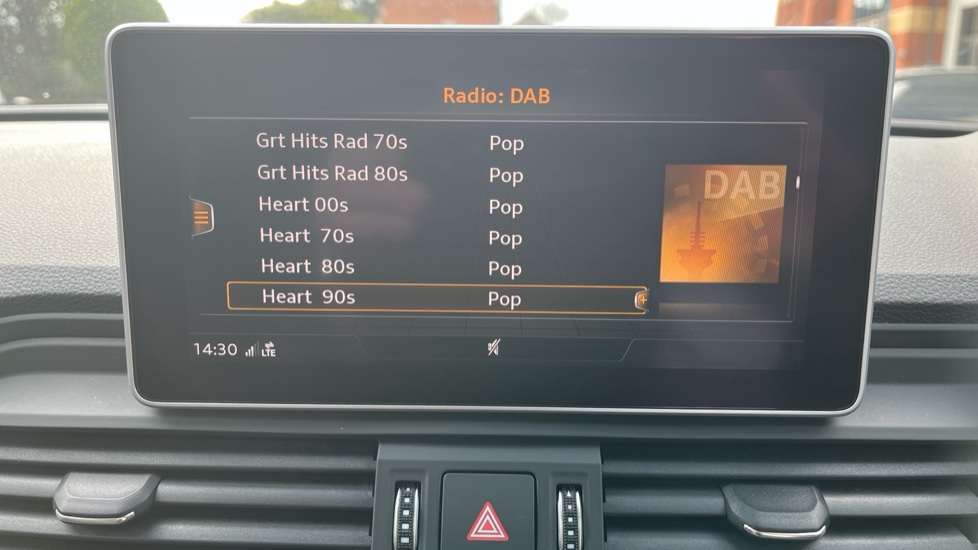 Radio: DAB
Grt Hits Rad 70s Pop
Grt Hits Rad 80s Pop
Heart 00s Pop
Heart 70s Pop
Heart 80s Pop
Heart 90s Pop
DAB
14:30 LTE